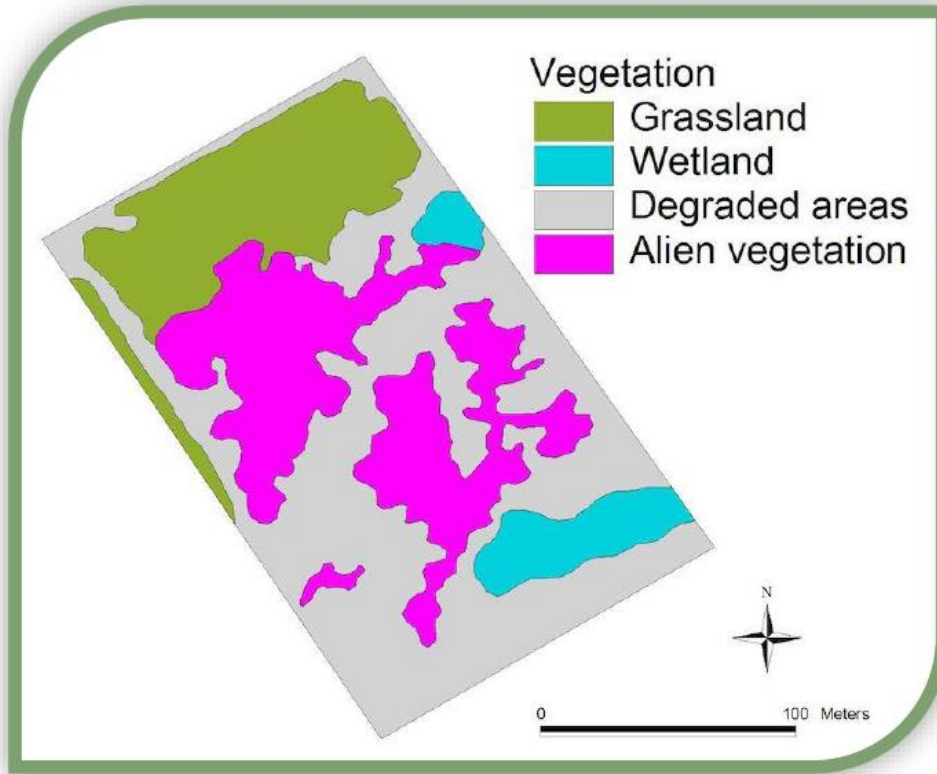 Vegetation
Grassland
Wetland
Degraded areas
Alien vegetation
N
0 100 Meters